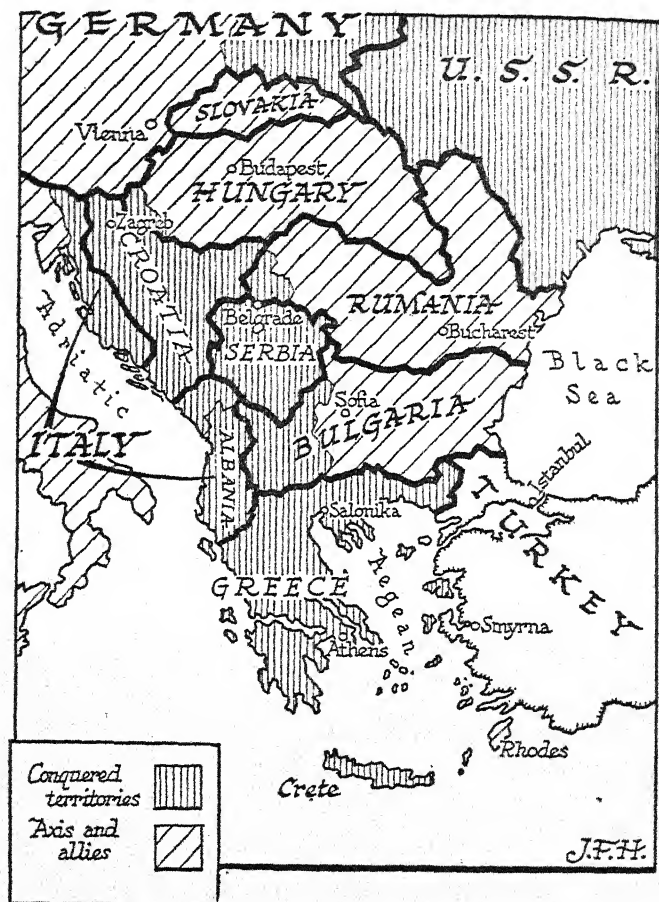 GERMANY
U. S. S. R.
SLOVAKIA
Vienna
Budapest
HUNGARY
Zagreb
CROATIA
RUMANIA
Belgrade
Bucharest
SERBIA
Adriatic
Black
Sea
Sofia
BULGARIA
ITALY
ALBANIA
Istanbul
TURKEY
Salonika
Aegean
GREECE
Smyrna
Athens
Rhodes
Crete
Conquered
territories
Axis and
allies
J.F.H.